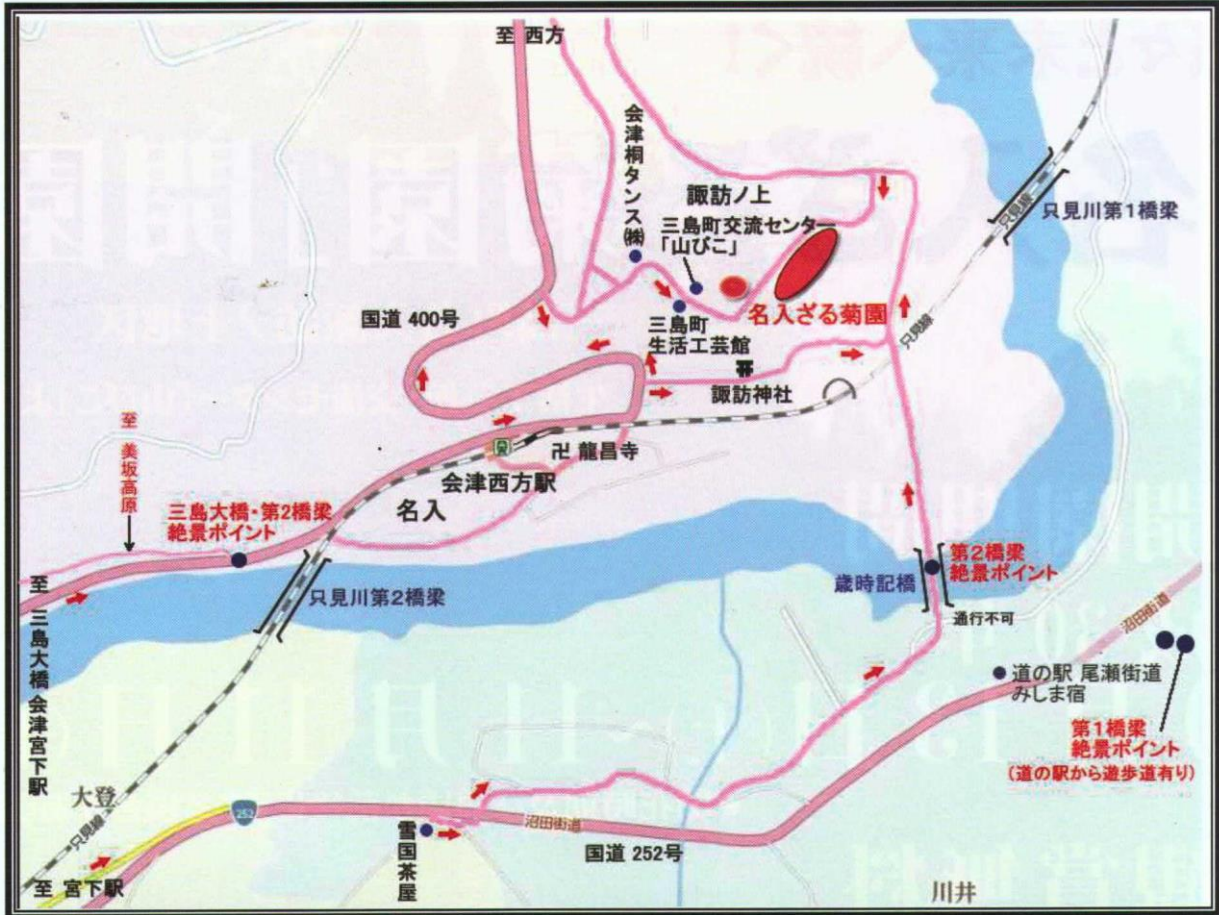 至 西方
会津桐タンス㈱
諏訪ノ上
三島町交流センター
「山びこ」
只見線
只見川第1橋梁
国道 400号
三島町
生活工芸館
名入ざる菊園
只見線
諏訪神社
卍 龍昌寺
会津西方駅
名入
至 美坂高原
三島大橋・第2橋梁
絶景ポイント
只見川第2橋梁
歳時記橋
第2橋梁
絶景ポイント
通行不可
沼田街道
至 三島大橋 会津宮下駅
道の駅 尾瀬街道
みしま宿
第1橋梁
絶景ポイント
(道の駅から遊歩道有り)
大登
只見線
252
沼田街道
雪国茶屋
国道 252号
至 宮下駅
川井